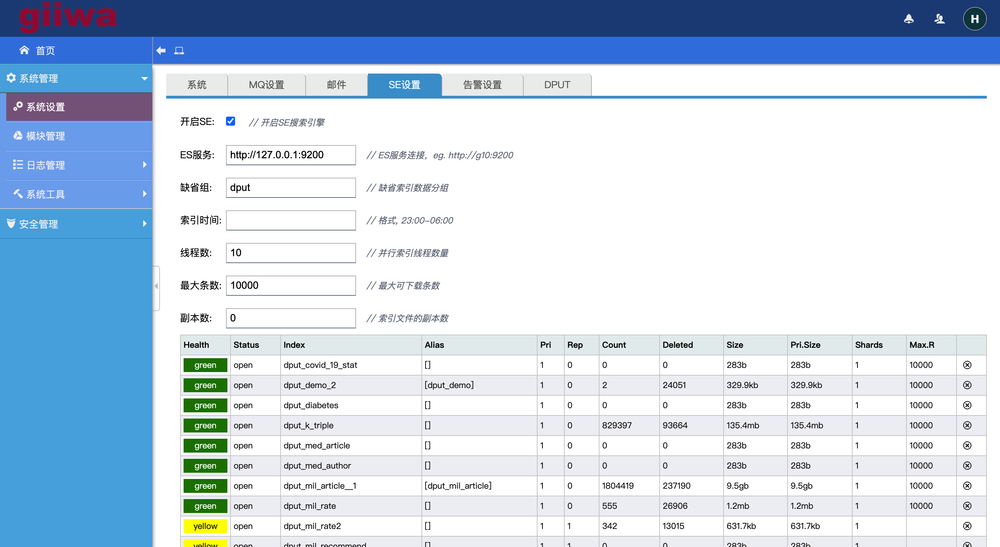 giiwa
H
首页
系统管理
系统设置
模块管理
日志管理
系统工具
安全管理
系统 MQ设置 邮件 SE设置 告警设置 DPUT
开启SE: // 开启SE搜索引擎
ES服务: http://127.0.0.1:9200 // ES服务连接，eg. http://g10:9200
缺省组: dput // 缺省索引数据分组
索引时间: // 格式, 23:00-06:00
线程数: 10 // 并行索引线程数量
最大条数: 10000 // 最大可下载条数
副本数: 0 // 索引文件的副本数
Health Status Index Alias Pri Rep Count Deleted Size Pri.Size Shards Max.R
green open dput_covid_19_stat [] 1 0 0 0 283b 283b 1 10000
green open dput_demo_2 [dput_demo] 1 0 2 24051 329.9kb 329.9kb 1 10000
green open dput_diabetes [] 1 0 0 0 283b 283b 1 10000
green open dput_k_triple [] 1 0 829397 93664 135.4mb 135.4mb 1 10000
green open dput_med_article [] 1 0 0 0 283b 283b 1 10000
green open dput_med_author [] 1 0 0 0 283b 283b 1 10000
green open dput_mil_article__1 [dput_mil_article] 1 0 1804419 237190 9.5gb 9.5gb 1 10000
green open dput_mil_rate [] 1 0 555 26906 1.2mb 1.2mb 1 10000
yellow open dput_mil_rate2 [] 1 1 342 13015 631.7kb 631.7kb 1
yellow open dput_mil_recommend [] 1 1 0 0 283b 283b 1